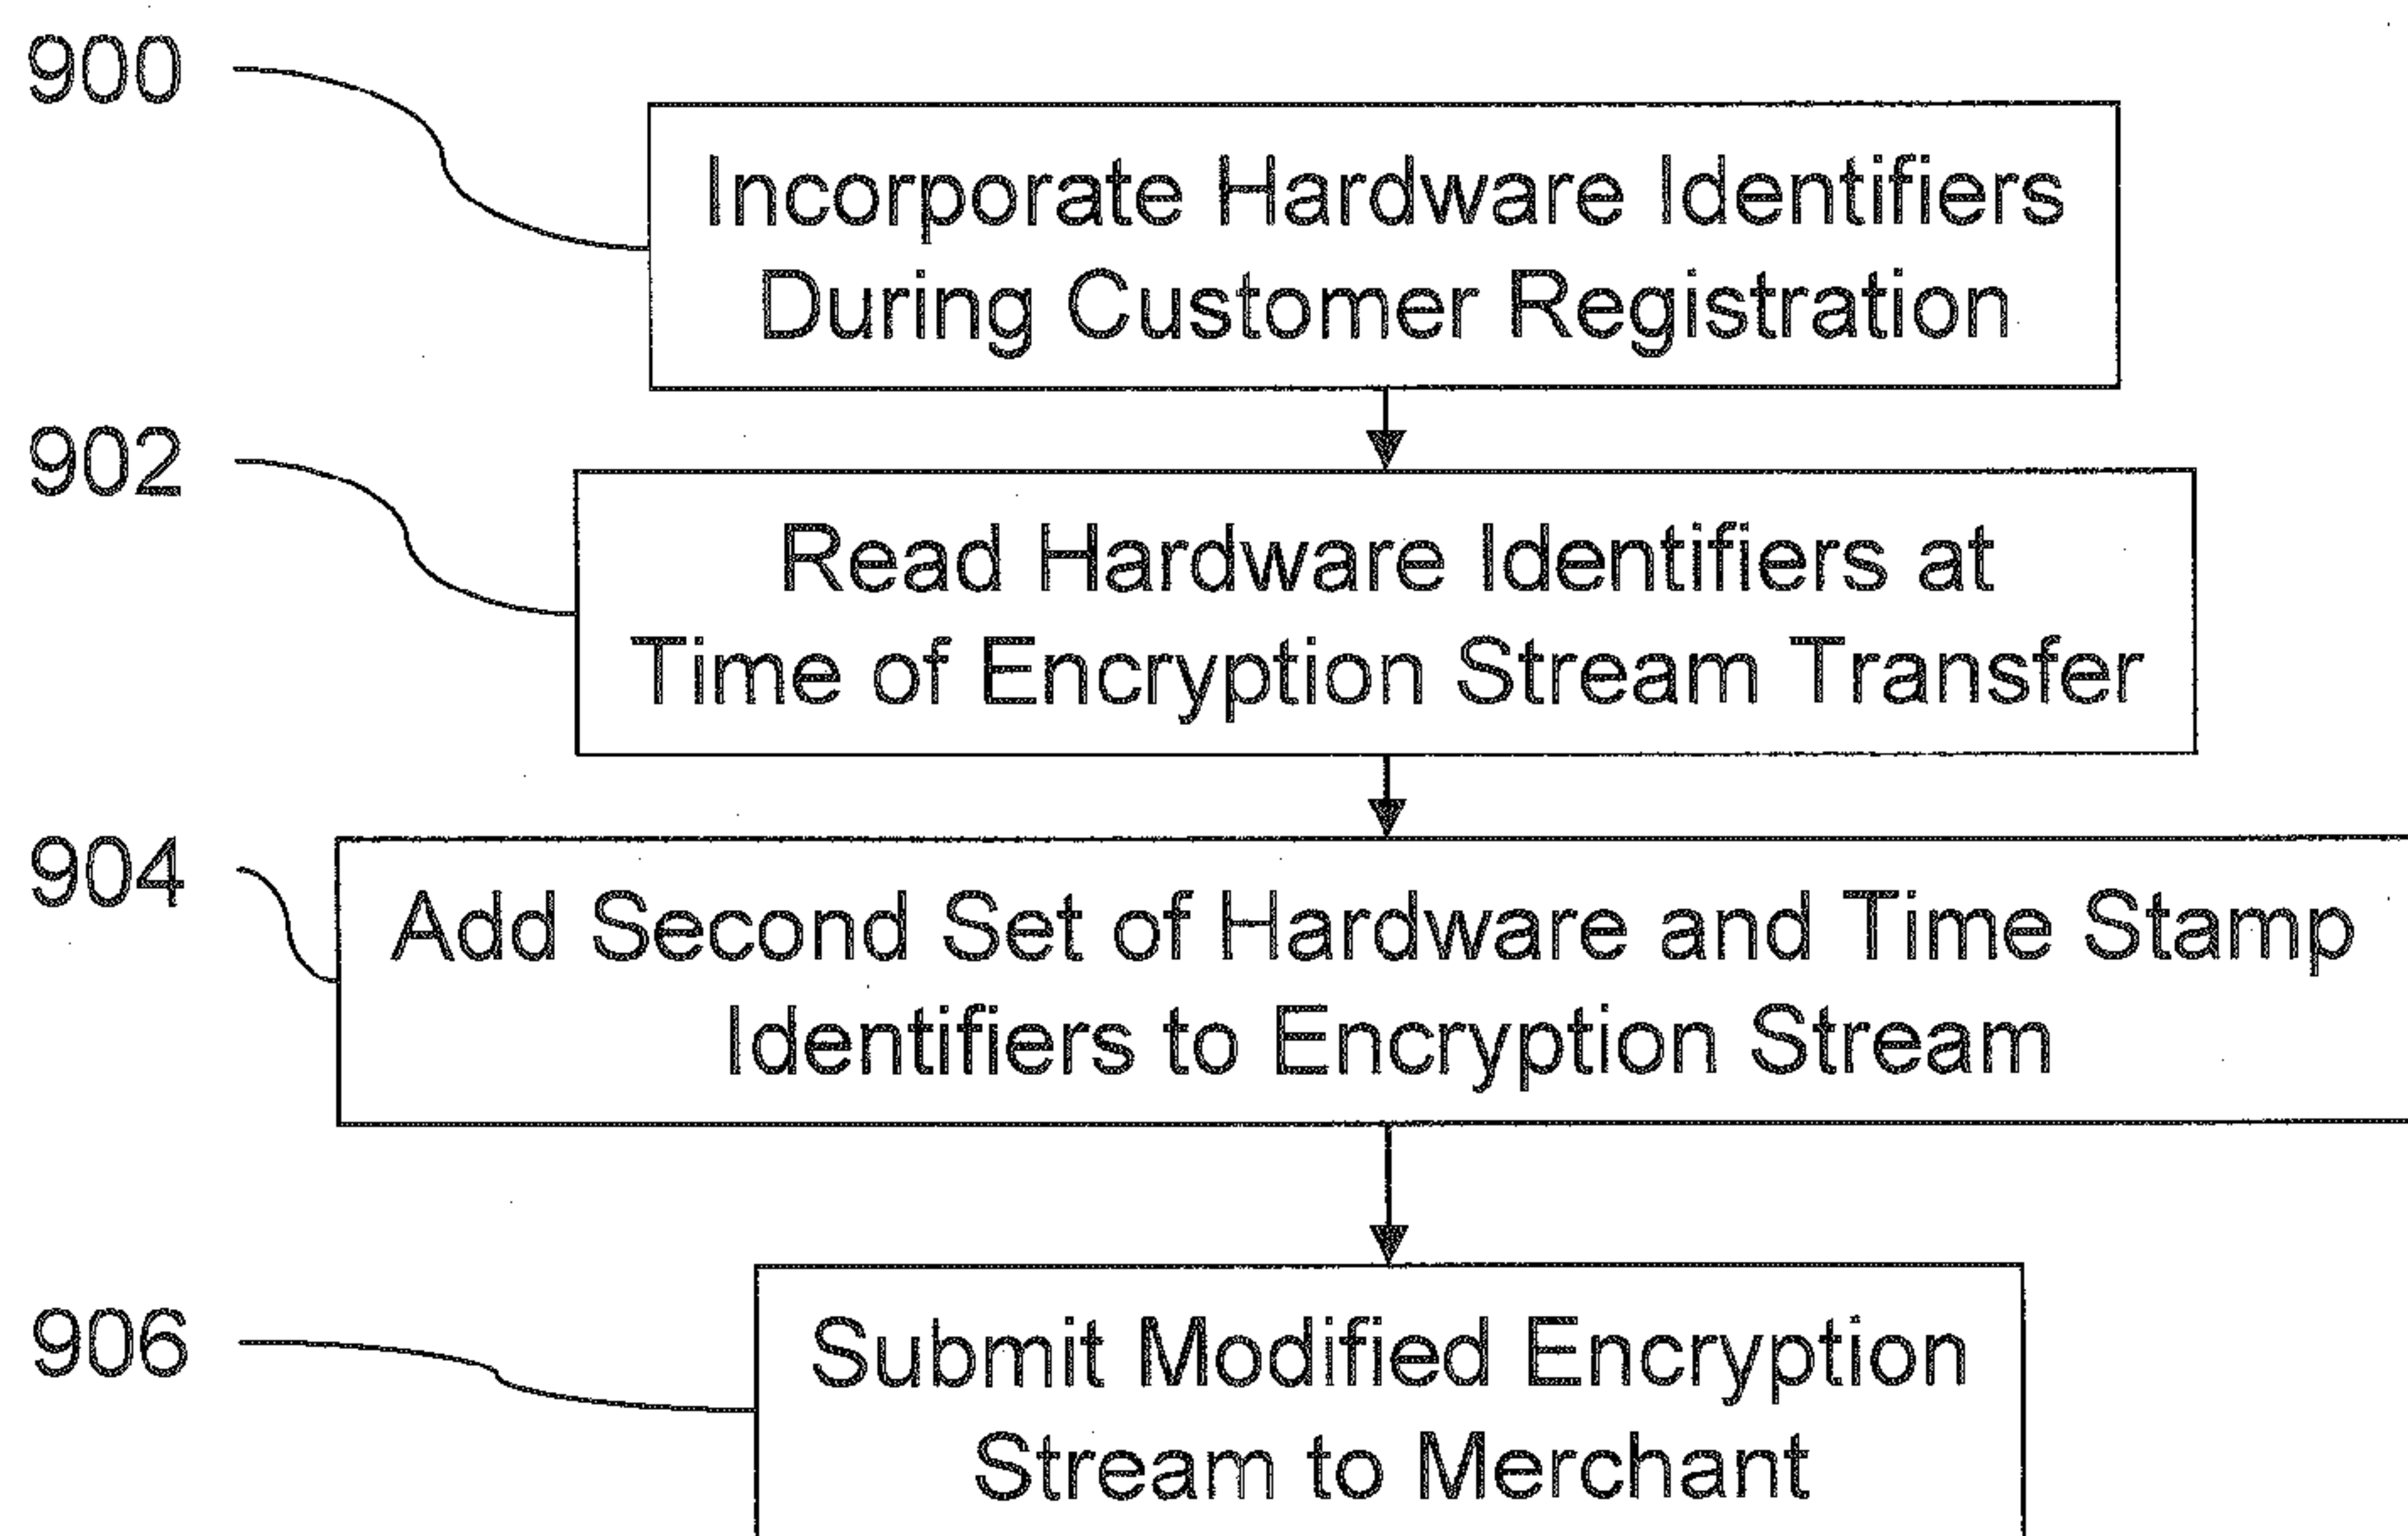 900
Incorporate Hardware Identifiers
During Customer Registration
902
Read Hardware Identifiers at
Time of Encryption Stream Transfer
904
Add Second Set of Hardware and Time Stamp
Identifiers to Encryption Stream
906
Submit Modified Encryption
Stream to Merchant